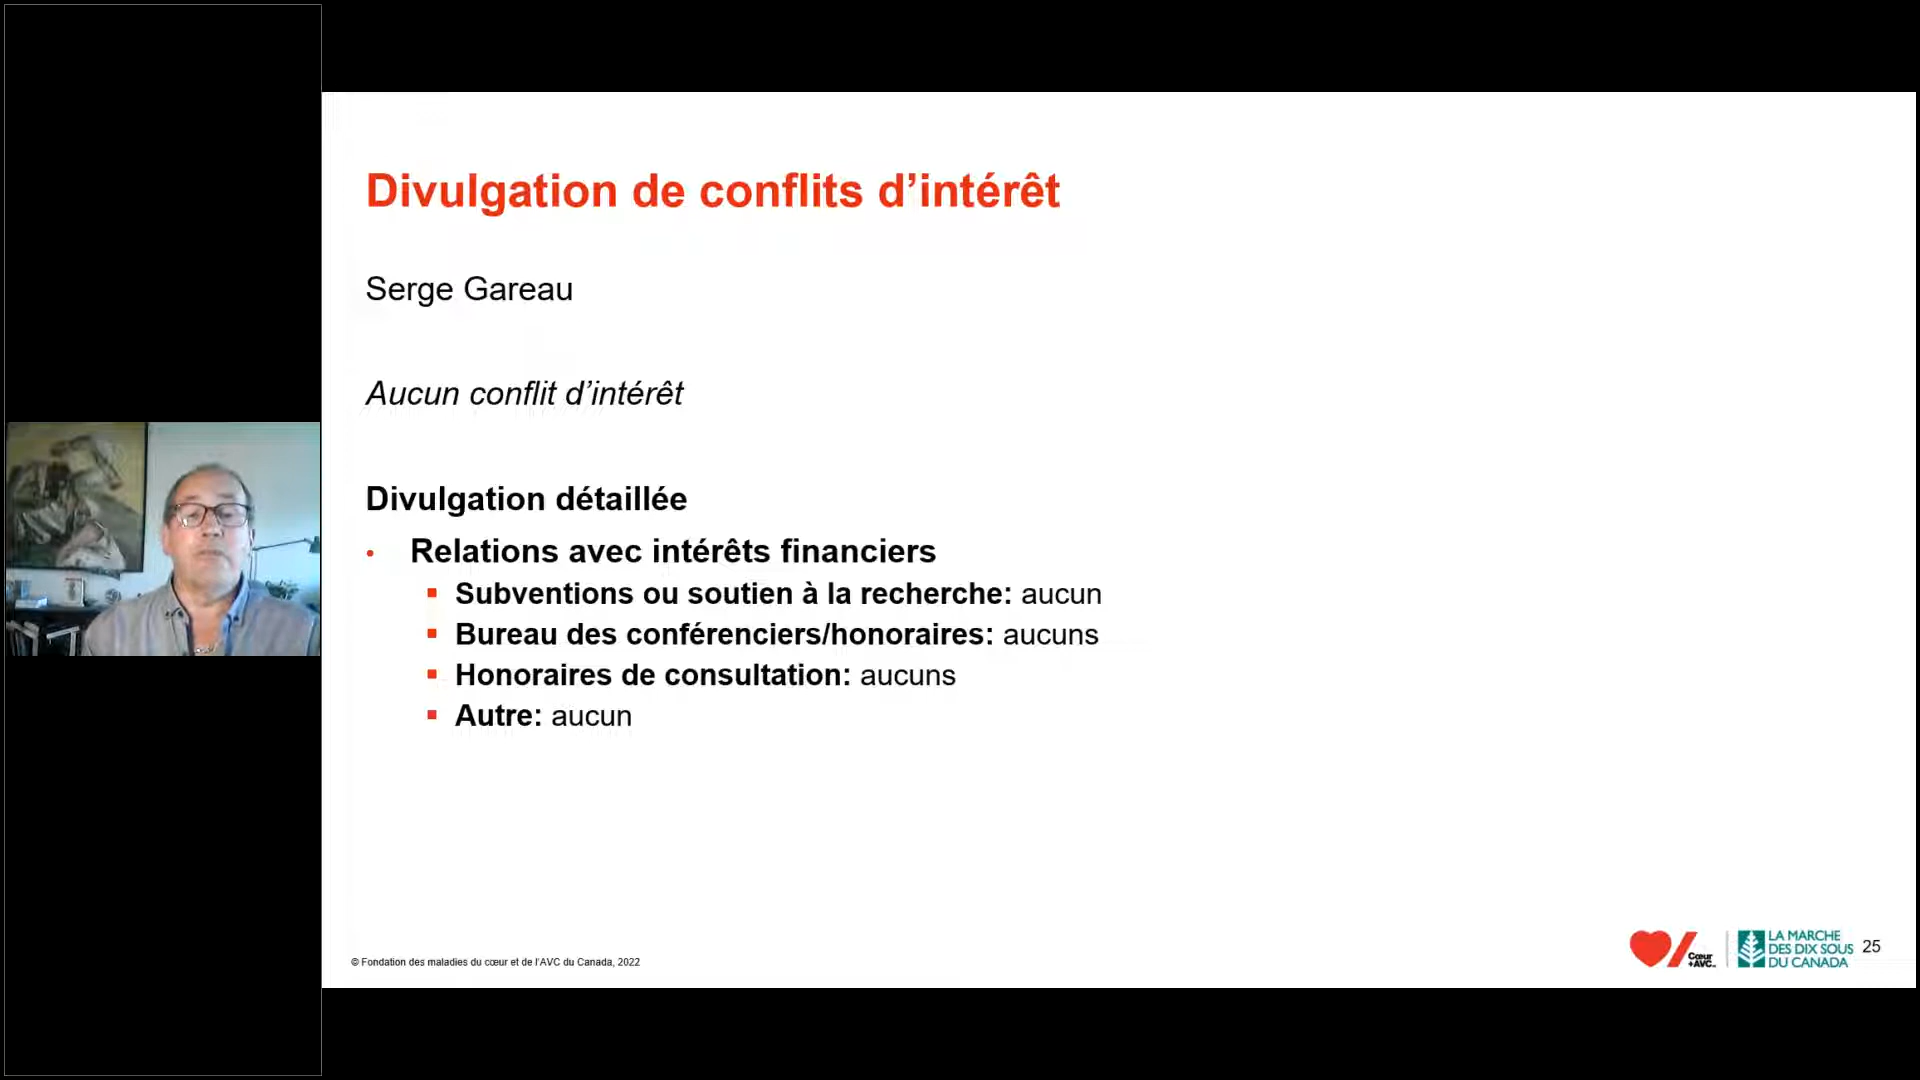 Divulgation de conflits d’intérêt
Serge Gareau
Aucun conflit d’intérêt
Divulgation détaillée
• Relations avec intérêts financiers
▪ Subventions ou soutien à la recherche: aucun
▪ Bureau des conférenciers/honoraires: aucuns
▪ Honoraires de consultation: aucuns
▪ Autre: aucun
© Fondation des maladies du cœur et de l’AVC du Canada, 2022
Cœur
+AVC™
LA MARCHE
DES DIX SOUS
DU CANADA
25